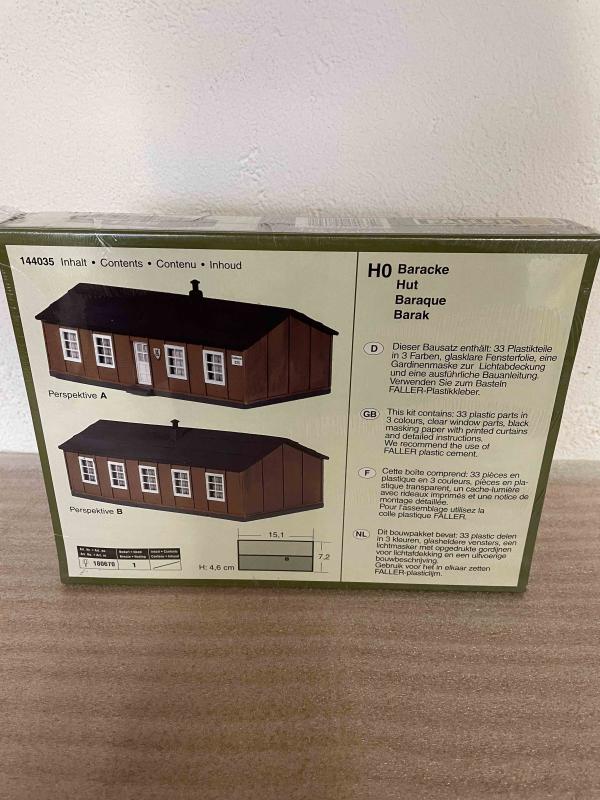 144035 Inhalt • Contents • Contenu • Inhoud
Perspektive A
Perspektive B
180670 1
H: 4,6 cm
15,1
7,2
B
H0 Baracke
Hut
Baraque
Barak
D
Dieser Bausatz enthält: 33 Plastikteile
in 3 Farben, glasklare Fensterfolie, eine
Gardinenmaske zur Lichtabdeckung
und eine ausführliche Bauanleitung.
Verwenden Sie zum Basteln
FALLER-Plastikkleber.
GB
This kit contains: 33 plastic parts in
3 colours, clear window parts, black
masking paper with printed curtains
and detailed instructions.
We recommend the use of
FALLER plastic cement.
F
Cette boîte comprend: 33 pièces en
plastique en 3 couleurs, pièces en pla-
stique transparent, un cache-lumière
avec rideaux imprimés et une notice de
montage détaillée.
Pour l'assemblage utilisez la
colle plastique FALLER.
NL
Dit bouwpakket bevat: 33 plastic delen
in 3 kleuren, glasheldere vensters, een
lichtmasker met opgedrukte gordijnen
voor lichtafdekking en een uitvoerige
bouwbeschrijving.
Gebruik voor het in elkaar zetten
FALLER-plasticlijm.